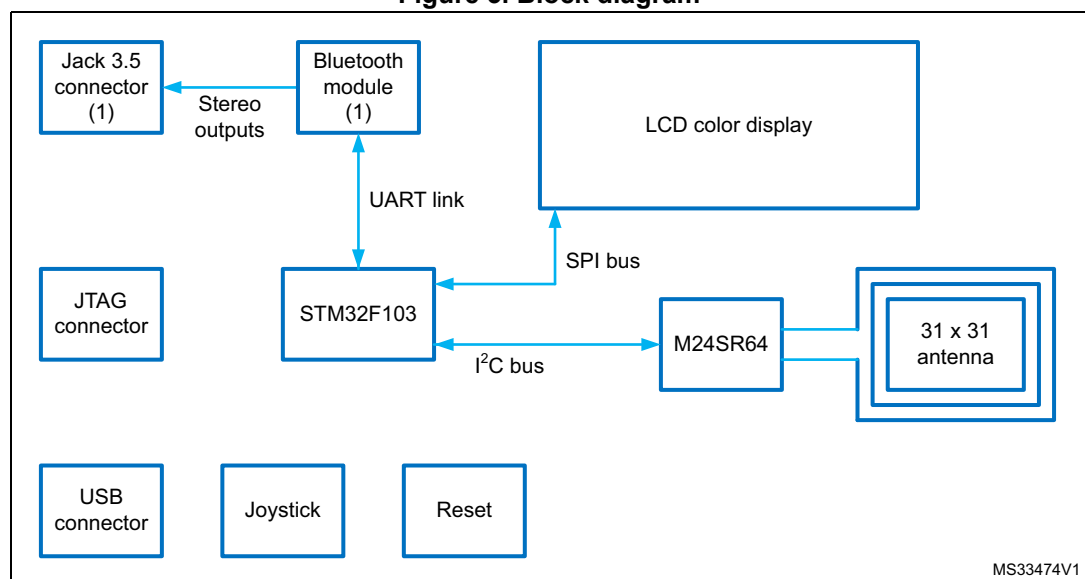 Jack 3.5
connector
(1)
Stereo
outputs
Bluetooth
module
(1)
LCD color display
UART link
SPI bus
JTAG
connector
STM32F103
I²C bus
M24SR64
31 x 31
antenna
USB
connector
Joystick
Reset
MS33474V1